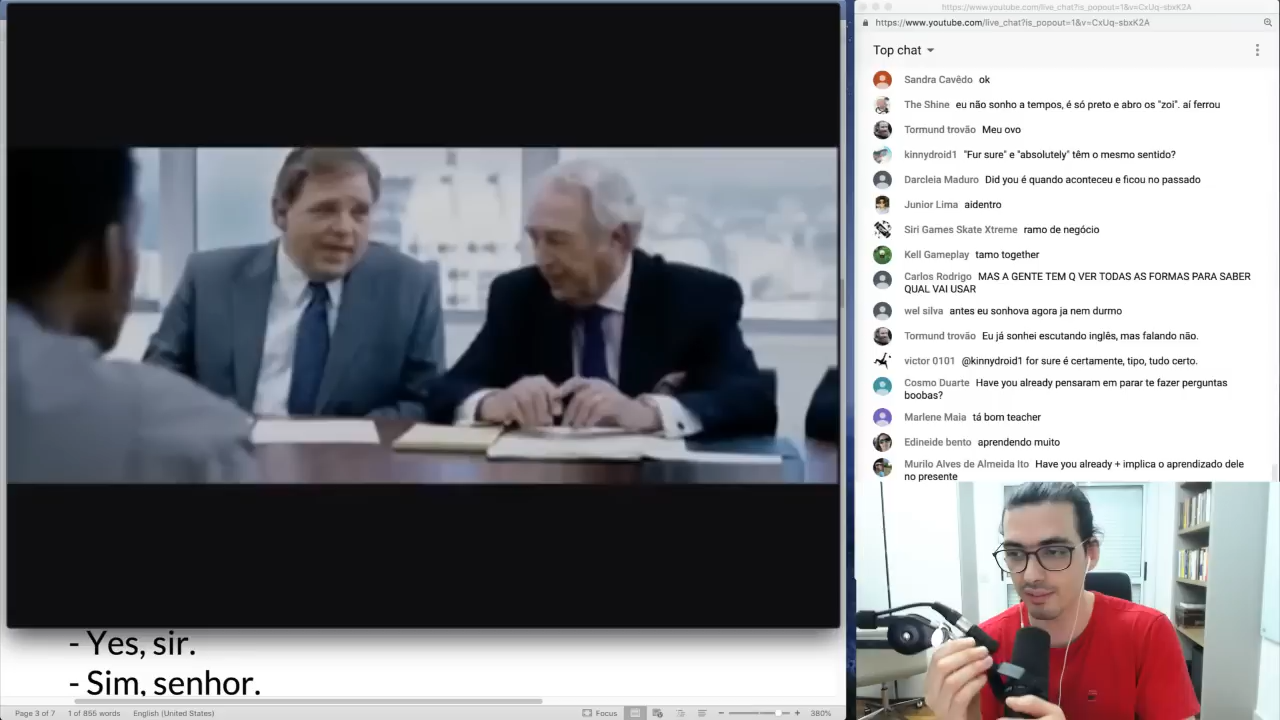 https://www.youtube.com/live_chat?is_popout=1&v=CxUq-sbxK2A
https://www.youtube.com/live_chat?is_popout=1&v=CxUq-sbxK2A
Top chat
Sandra Cavêdo ok
The Shine eu não sonho a tempos, é só preto e abro os "zoi". aí ferrou
Tormund trovão Meu ovo
kinnydroid1 "Fur sure" e "absolutely" têm o mesmo sentido?
Darcleia Maduro Did you é quando aconteceu e ficou no passado
Junior Lima aidentro
Siri Games Skate Xtreme ramo de negócio
Kell Gameplay tamo together
Carlos Rodrigo MAS A GENTE TEM Q VER TODAS AS FORMAS PARA SABER
QUAL VAI USAR
wel silva antes eu sonhova agora ja nem durmo
Tormund trovão Eu já sonhei escutando inglês, mas falando não.
victor 0101 @kinnydroid1 for sure é certamente, tipo, tudo certo.
Cosmo Duarte Have you already pensaram em parar te fazer perguntas
boobas?
Marlene Maia tá bom teacher
Edineide bento aprendendo muito
Murilo Alves de Almeida Ito Have you already + implica o aprendizado dele
no presente
- Yes, sir.
- Sim, senhor.
Page 3 of 7 1 of 855 words English (United States) Focus 380%